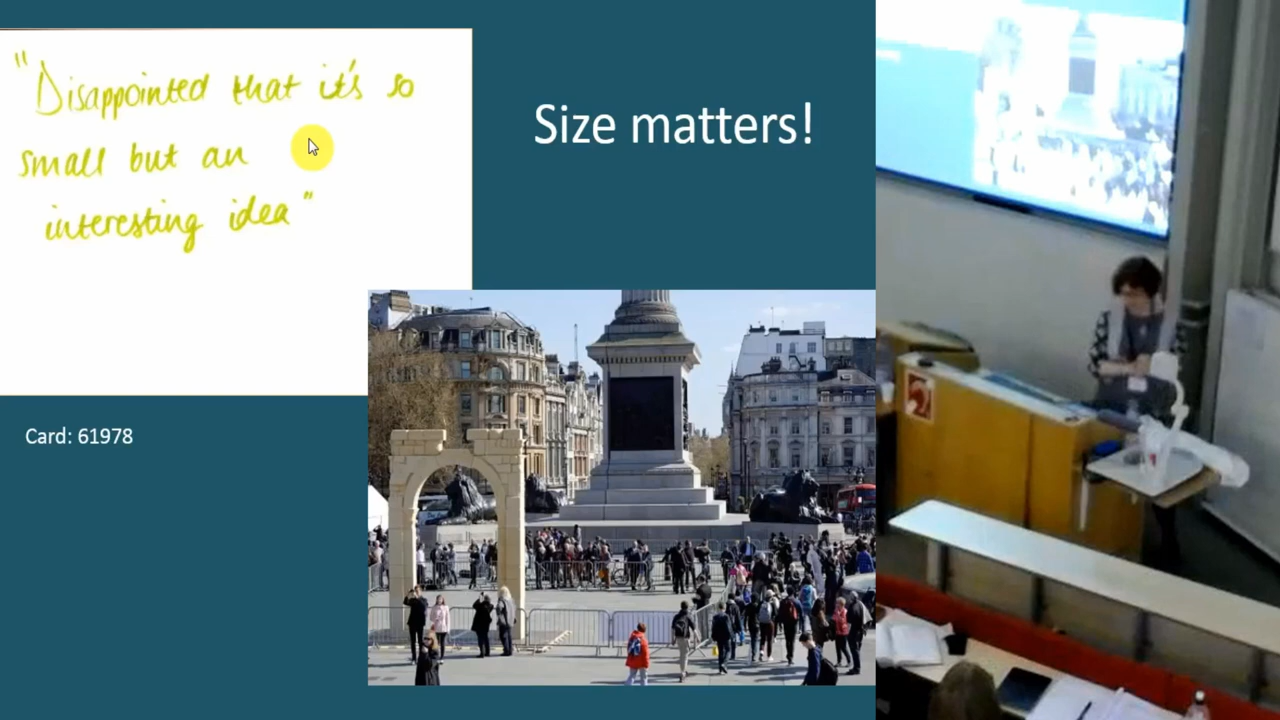 "Disappointed that it's so
small but an
interesting idea"
Size matters!
Card: 61978